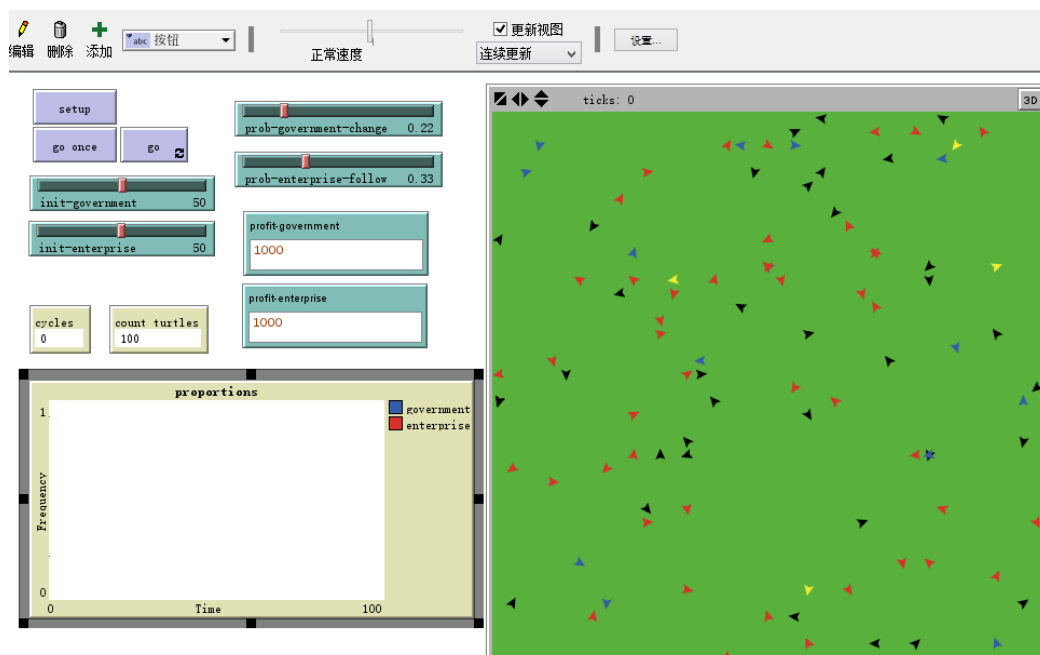 编辑 删除 添加 abc 按钮 正常速度 更新视图
连续更新 设置...
setup
go once go
init-government 50
init-enterprise 50
prob-government-change 0.22
prob-enterprise-follow 0.33
profit-government
1000
profit-enterprise
1000
cycles
0
count turtles
100
proportions
1
Frequency
0
0 Time 100
government
enterprise
ticks: 0 3D